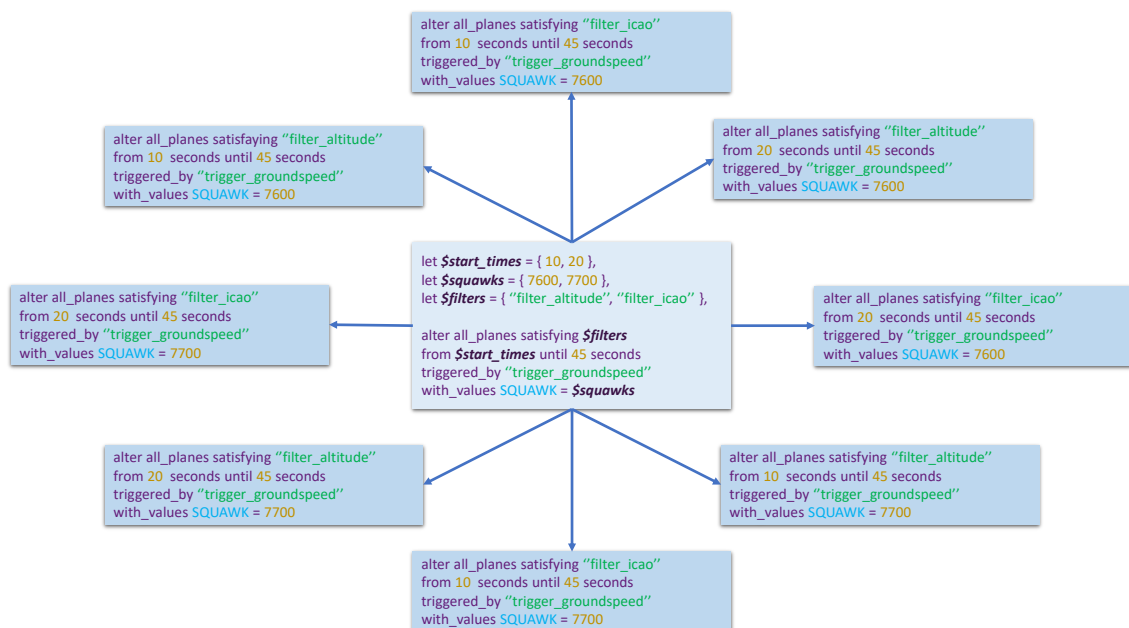 alter all_planes satisfying “filter_icao’’
from 10 seconds until 45 seconds
triggered_by “trigger_groundspeed’’
with_values SQUAWK = 7600
alter all_planes satisfaying “filter_altitude’’
from 10 seconds until 45 seconds
triggered_by “trigger_groundspeed’’
with_values SQUAWK = 7600
alter all_planes satisfying “filter_altitude’’
from 20 seconds until 45 seconds
triggered_by “trigger_groundspeed’’
with_values SQUAWK = 7600
let $start_times = { 10, 20 },
let $squawks = { 7600, 7700 },
let $filters = { “filter_altitude’’, “filter_icao’’ },
alter all_planes satisfying $filters
from $start_times until 45 seconds
triggered_by “trigger_groundspeed’’
with_values SQUAWK = $squawks
alter all_planes satisfying “filter_icao’’
from 20 seconds until 45 seconds
triggered_by “trigger_groundspeed’’
with_values SQUAWK = 7700
alter all_planes satisfying “filter_icao’’
from 20 seconds until 45 seconds
triggered_by “trigger_groundspeed’’
with_values SQUAWK = 7600
alter all_planes satisfying “filter_altitude’’
from 20 seconds until 45 seconds
triggered_by “trigger_groundspeed’’
with_values SQUAWK = 7700
alter all_planes satisfying “filter_altitude’’
from 10 seconds until 45 seconds
triggered_by “trigger_groundspeed’’
with_values SQUAWK = 7700
alter all_planes satisfying “filter_icao’’
from 10 seconds until 45 seconds
triggered_by “trigger_groundspeed’’
with_values SQUAWK = 7700